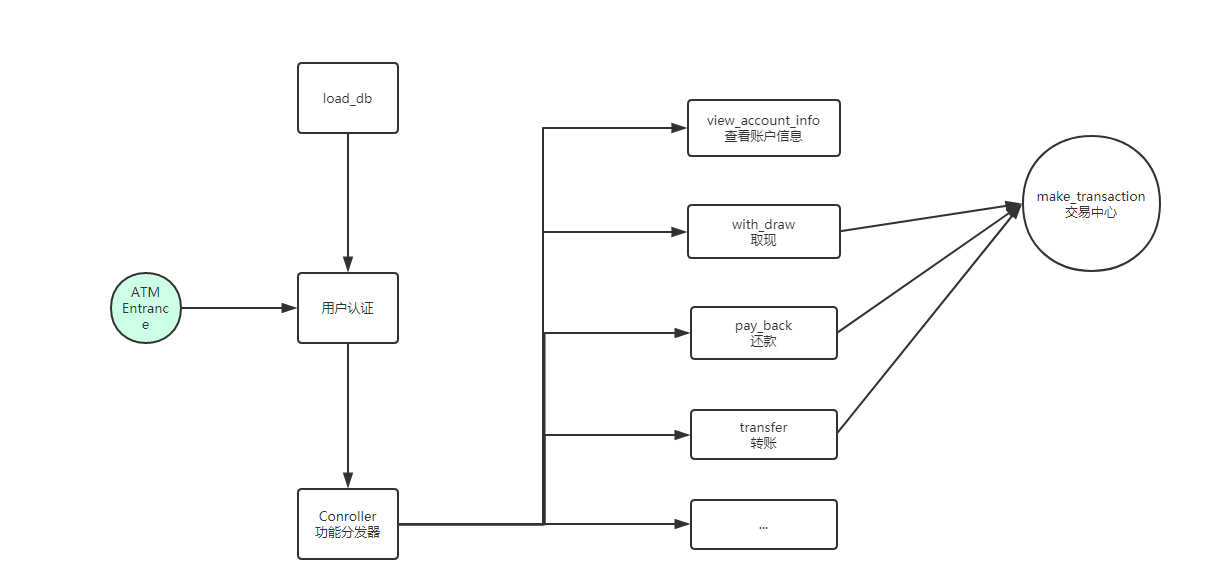 load_db
ATM
Entranc
e
用户认证
Conroller
功能分发器
view_account_info
查看账户信息
with_draw
取现
pay_back
还款
transfer
转账
...
make_transaction
交易中心